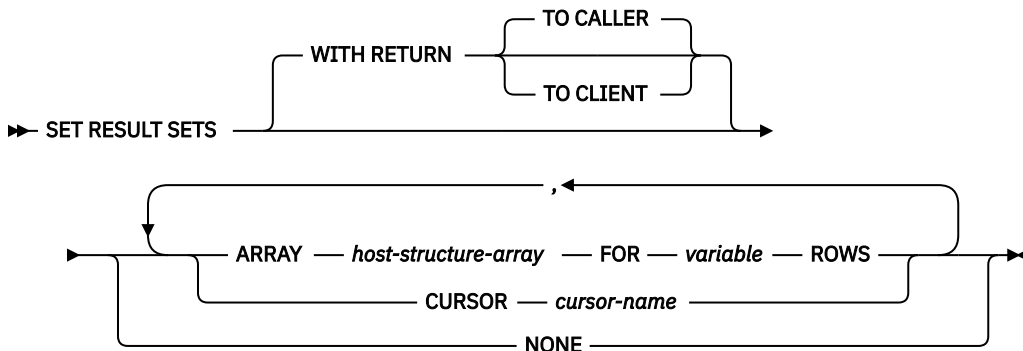 TO CALLER
WITH RETURN
TO CLIENT
SET RESULT SETS
,
ARRAY host-structure-array FOR variable ROWS
CURSOR cursor-name
NONE